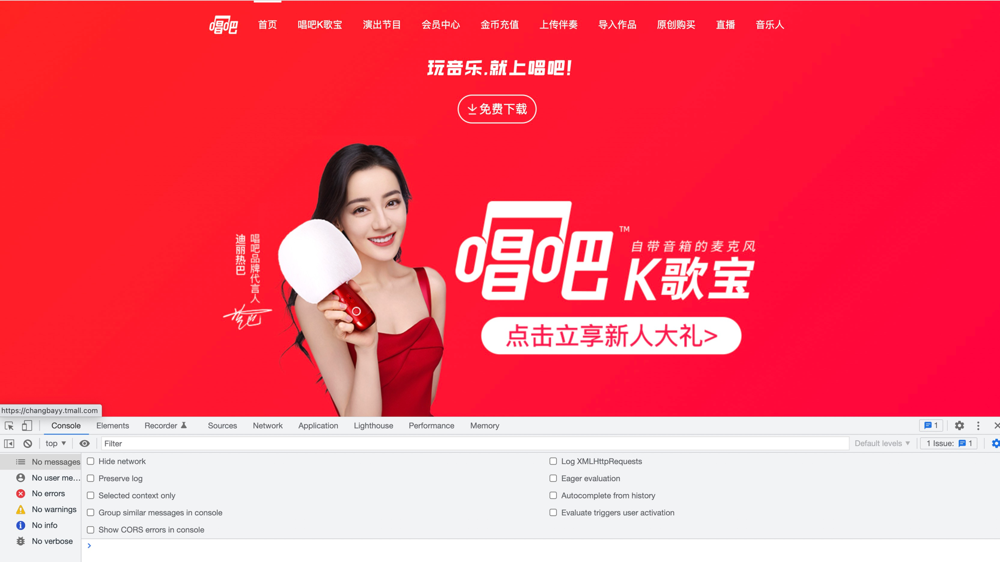 唱吧 首页 唱吧K歌宝 演出节目 会员中心 金币充值 上传伴奏 导入作品 原创购买 直播 音乐人
玩音乐.就上唱吧!
免费下载
唱吧品牌代言人
迪丽热巴
唱吧™
自带音箱的麦克风
K歌宝
点击立享新人大礼>
https://changbayy.tmall.com
Console Elements Recorder Sources Network Application Lighthouse Performance Memory 1
top ▼ Filter Default levels ▼ 1 Issue: 1
No messages
No user me…
No errors
No warnings
No info
No verbose
Hide network
Preserve log
Selected context only
Group similar messages in console
Show CORS errors in console
Log XMLHttpRequests
Eager evaluation
Autocomplete from history
Evaluate triggers user activation